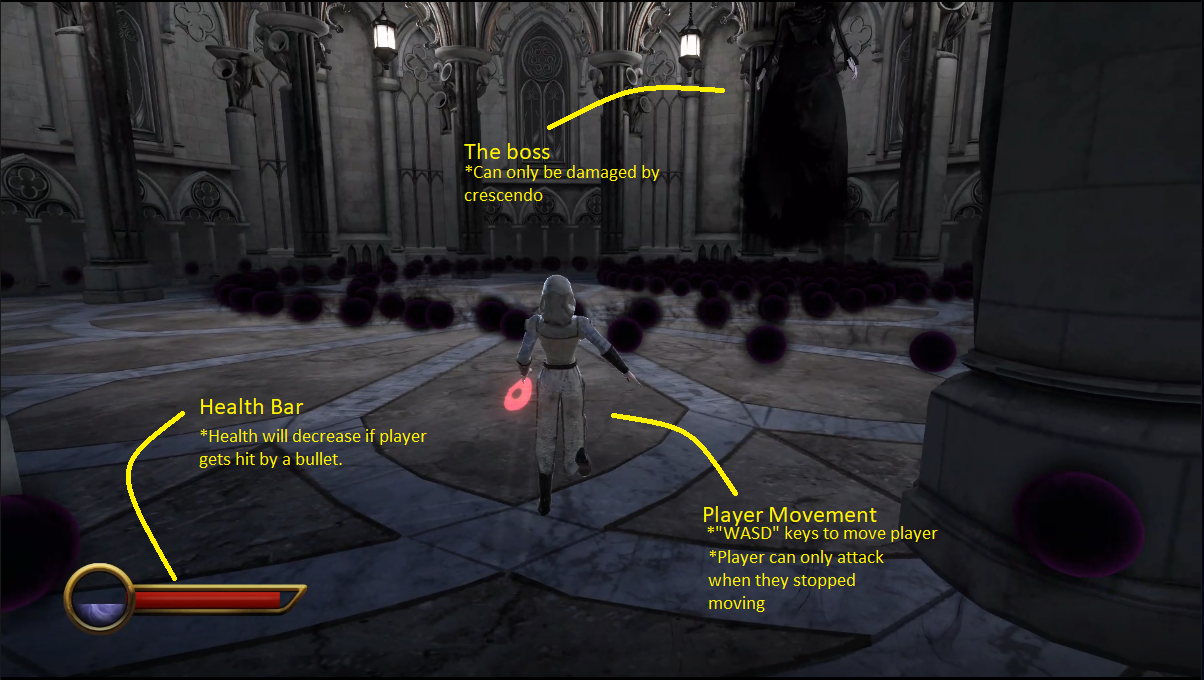 The boss
*Can only be damaged by
crescendo
Health Bar
*Health will decrease if player
gets hit by a bullet.
Player Movement
*"WASD" keys to move player
*Player can only attack
when they stopped
moving